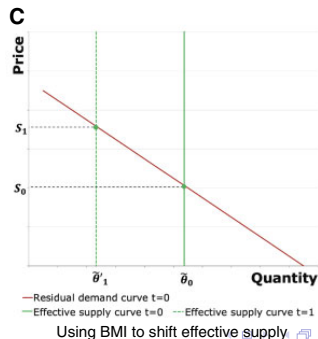 C
Price
S₁
S₀
θ̃'₁
θ̃₀
Quantity
Residual demand curve t=0
Effective supply curve t=0
Effective supply curve t=1
Using BMI to shift effective supply